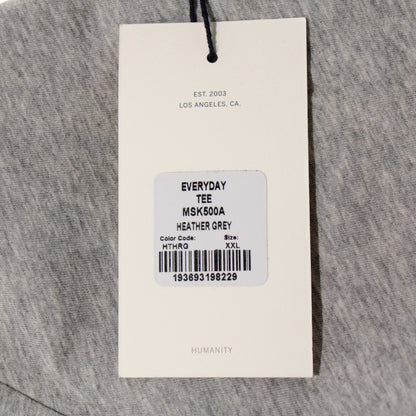 EST. 2003
LOS ANGELES, CA.
EVERYDAY
TEE
MSK500A
HEATHER GREY
Color Code: Size:
HTHRG XXL
193693198229
HUMANITY